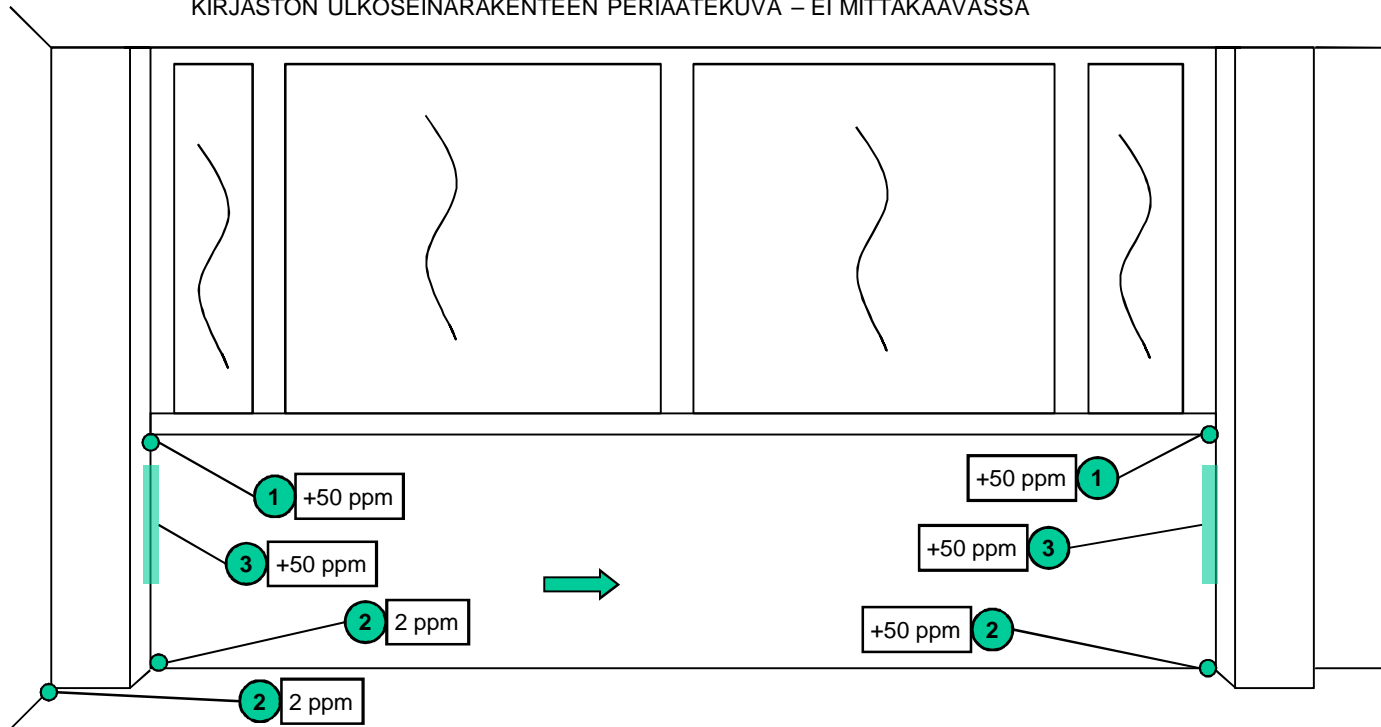 KIRJASTON ULKOSEINÄRAKENTEEN PERIAATEKUVA – EI MITTAKAAVASSA
1 +50 ppm
+50 ppm 1
3 +50 ppm
+50 ppm 3
2 2 ppm
+50 ppm 2
2 2 ppm